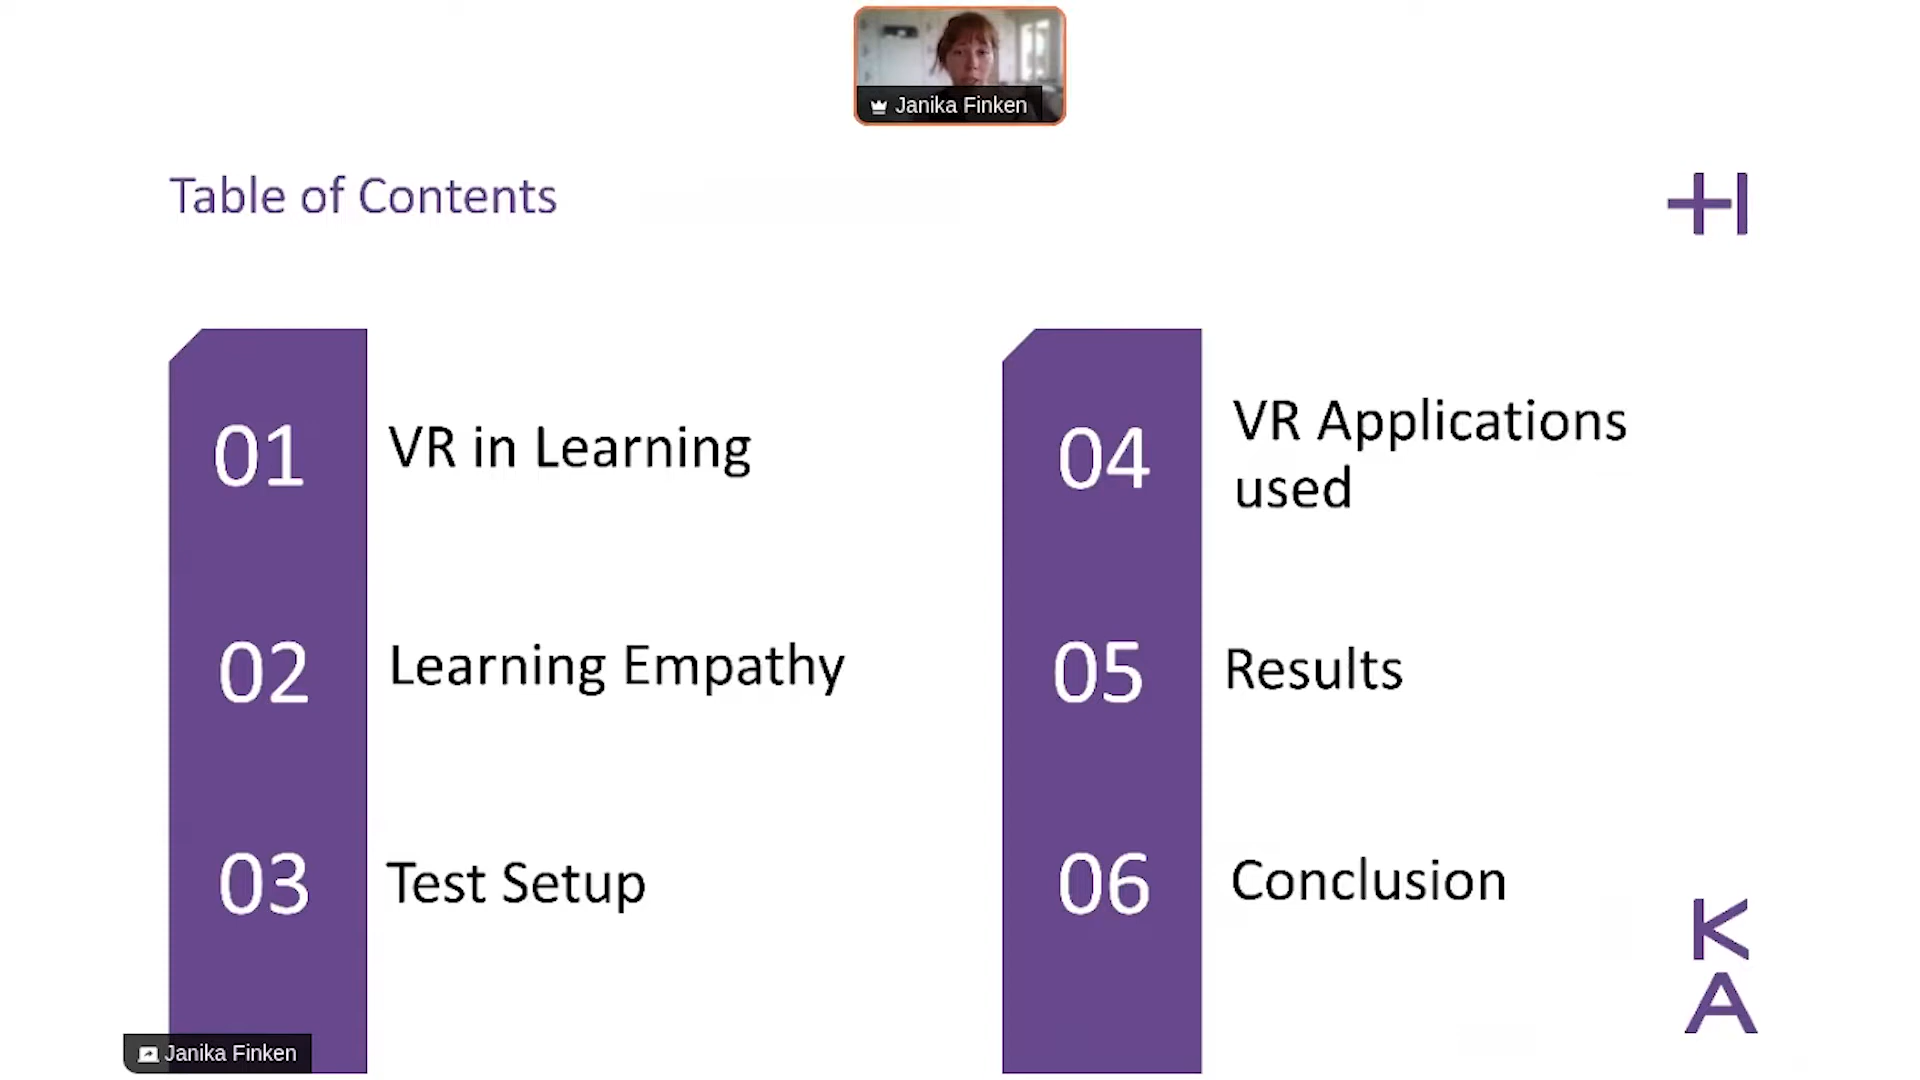 Janika Finken
Table of Contents
H
01 VR in Learning
02 Learning Empathy
03 Test Setup
04 VR Applications
used
05 Results
06 Conclusion
K
A
Janika Finken